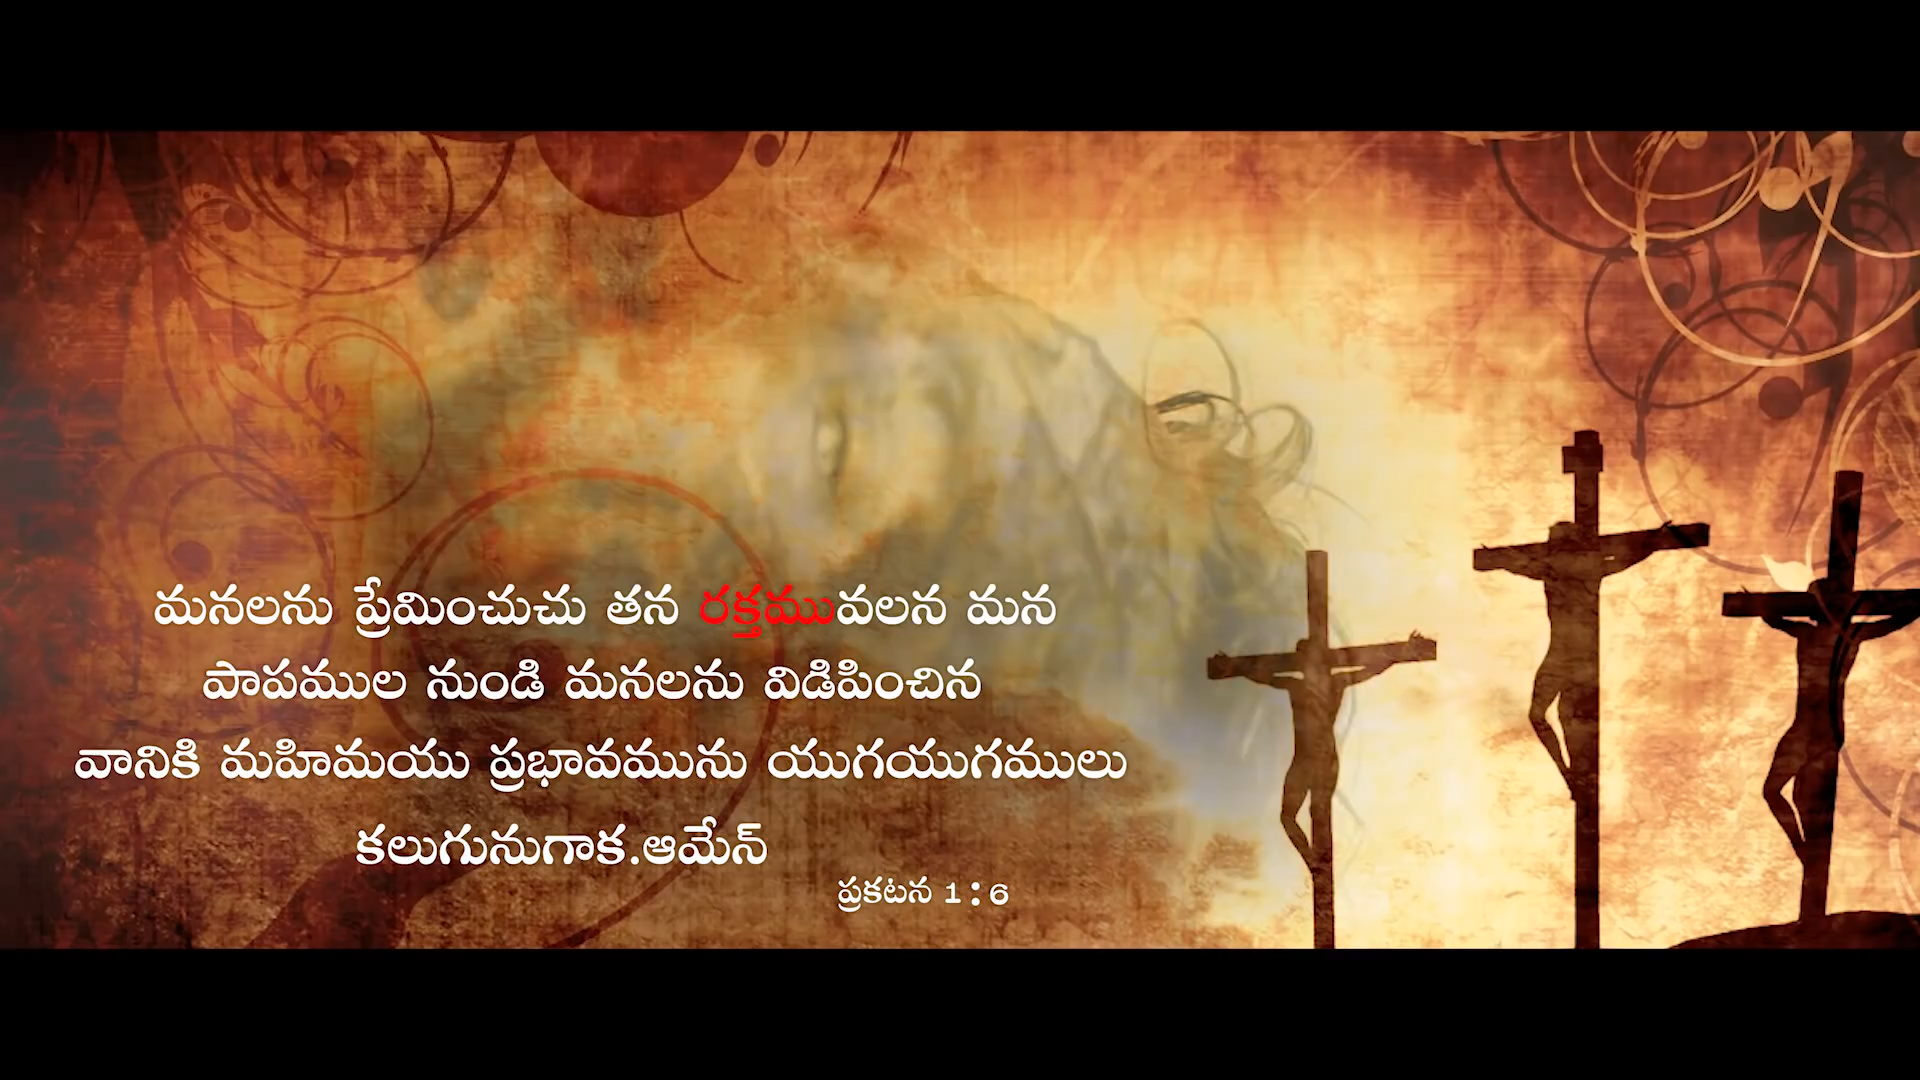 మనలను ప్రేమించుచు తన రక్తమువలన మన
పాపముల నుండి మనలను విడిపించిన
వానికి మహిమయు ప్రభావమును యుగయుగములు
కలుగునుగాక.ఆమేన్
ప్రకటన 1:6